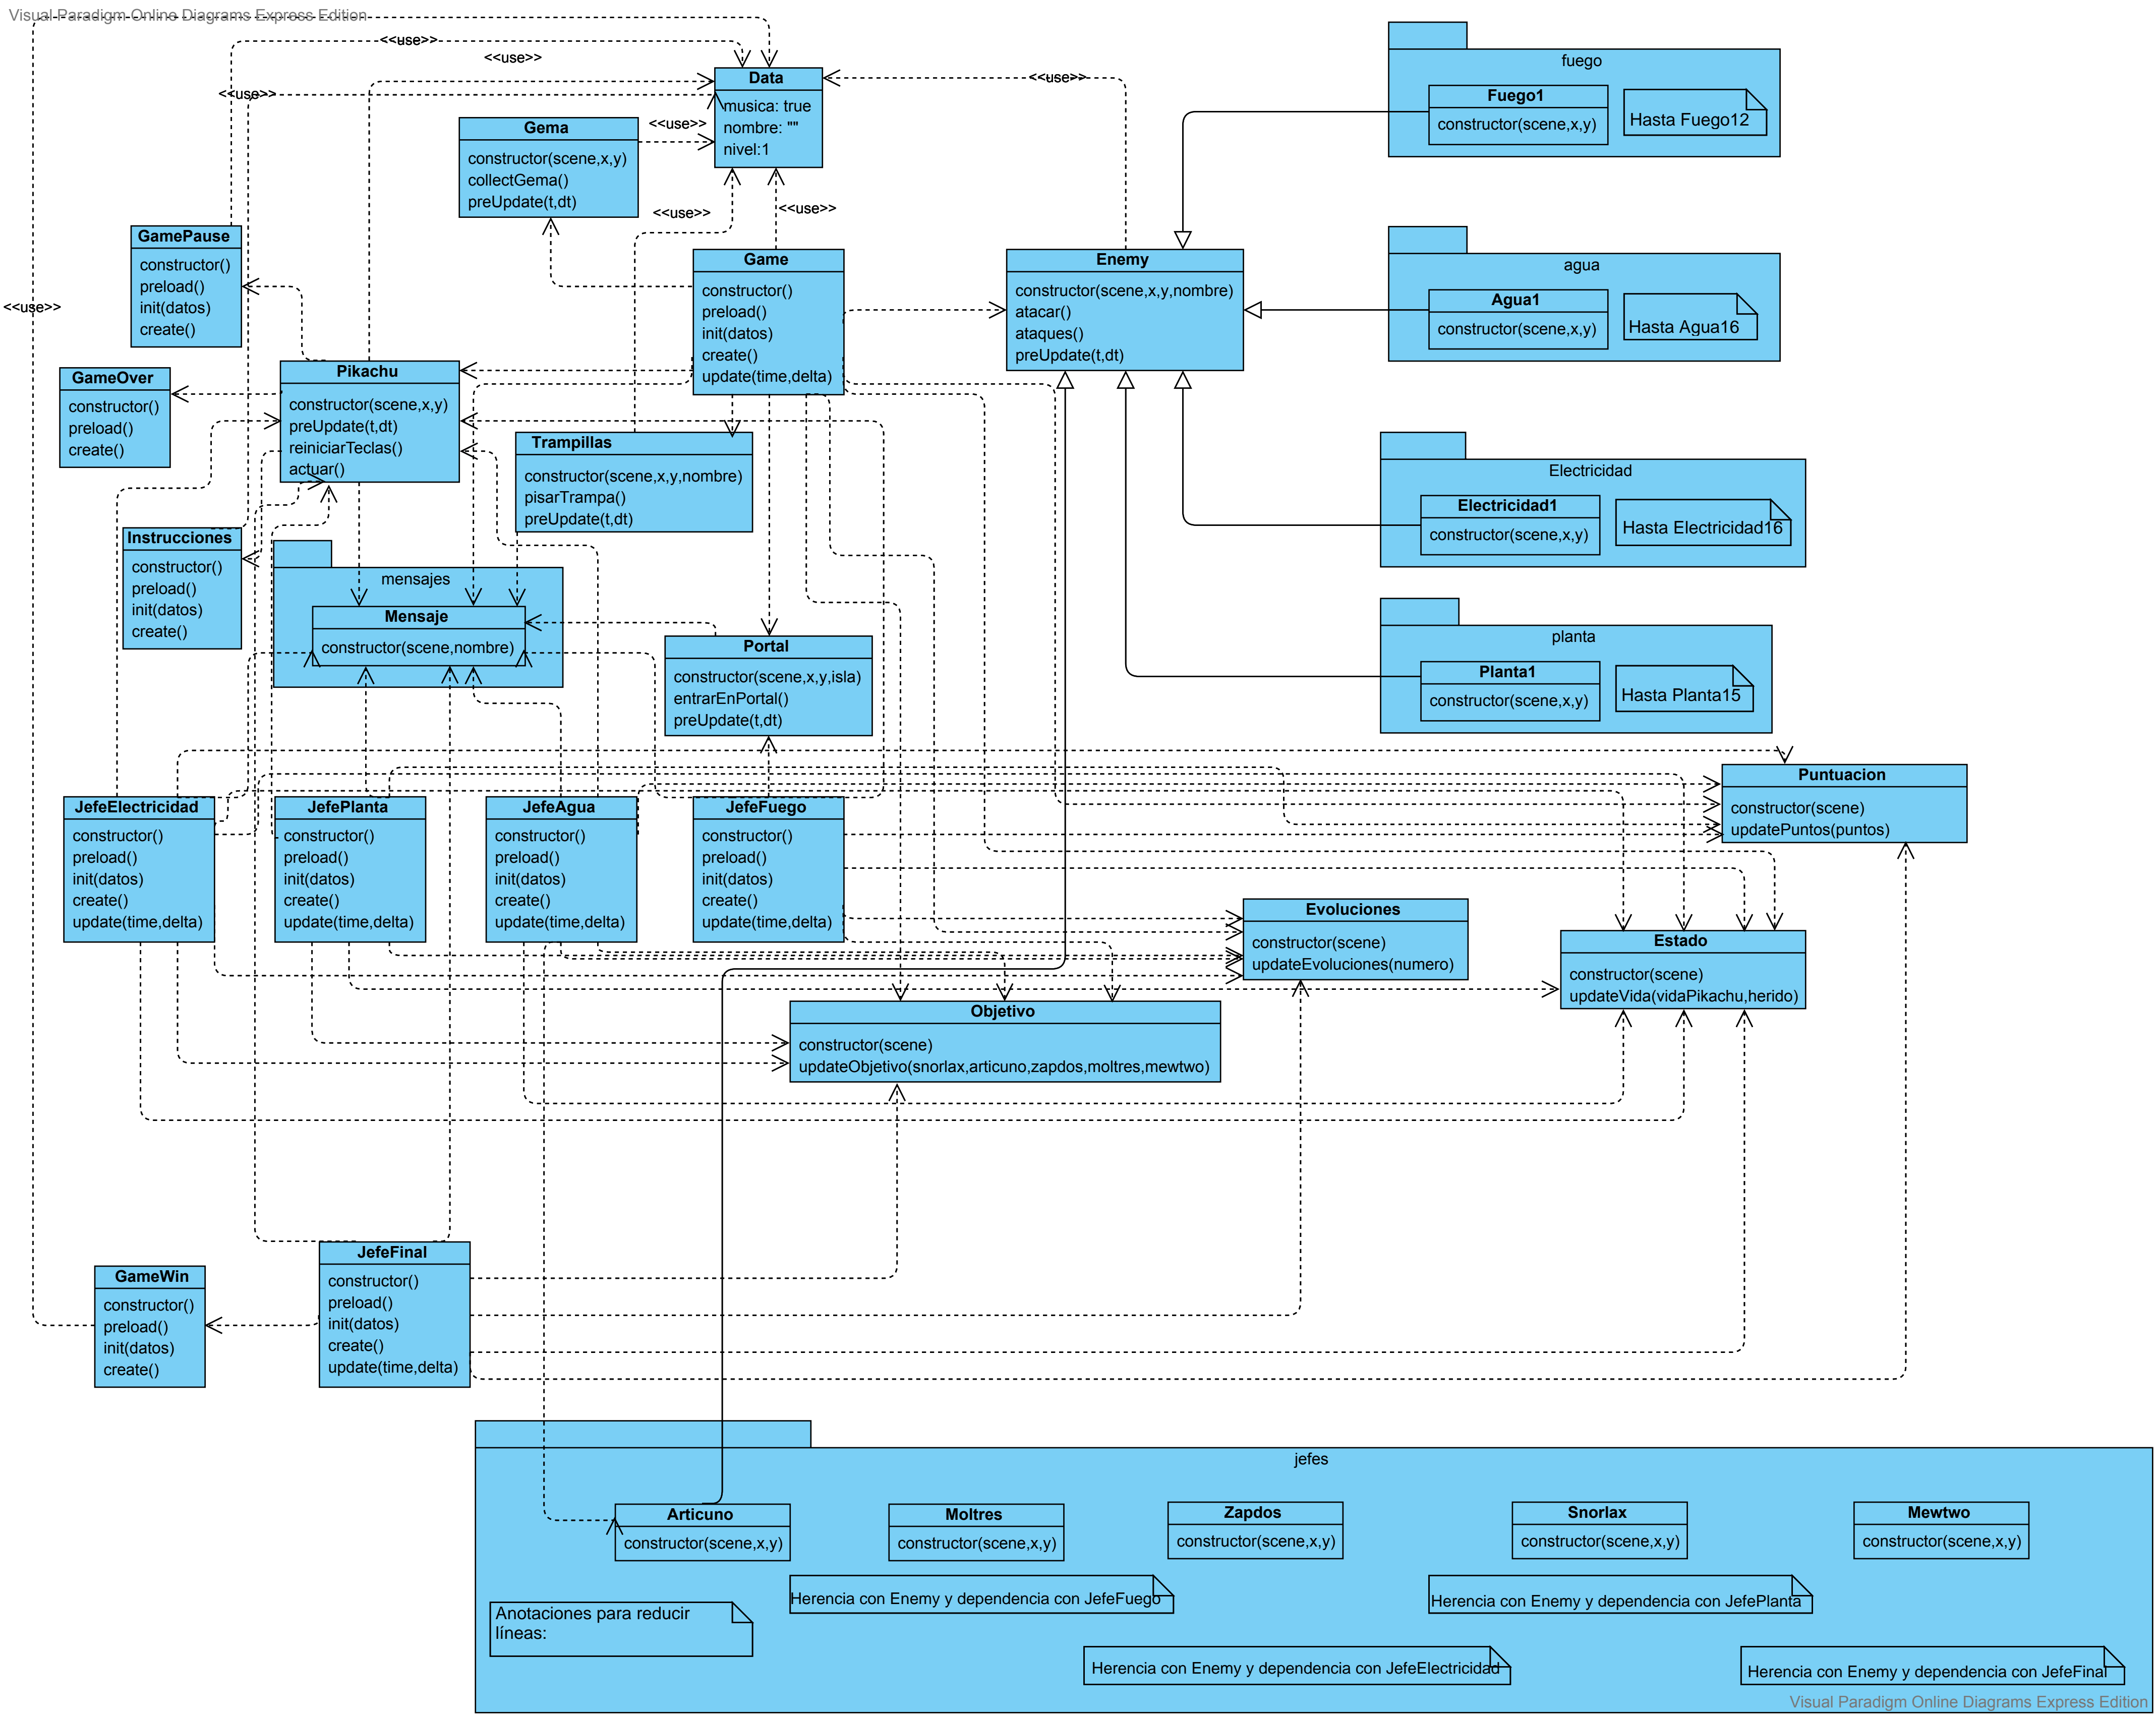 Visual Paradigm Online Diagrams Express Edition
<<use>>
<<use>>
<<use>>
<<use>>
<<use>>
<<use>>
<<use>>
<<use>>
Data
musica: true
nombre: ""
nivel:1
fuego
Fuego1
constructor(scene,x,y)
Hasta Fuego12
Gema
constructor(scene,x,y)
collectGema()
preUpdate(t,dt)
GamePause
constructor()
preload()
init(datos)
create()
Game
constructor()
preload()
init(datos)
create()
update(time,delta)
Enemy
constructor(scene,x,y,nombre)
atacar()
ataques()
preUpdate(t,dt)
agua
Agua1
constructor(scene,x,y)
Hasta Agua16
GameOver
constructor()
preload()
create()
Pikachu
constructor(scene,x,y)
preUpdate(t,dt)
reiniciarTeclas()
actuar()
Trampillas
constructor(scene,x,y,nombre)
pisarTrampa()
preUpdate(t,dt)
Electricidad
Electricidad1
constructor(scene,x,y)
Hasta Electricidad16
Instrucciones
constructor()
preload()
init(datos)
create()
mensajes
Mensaje
constructor(scene,nombre)
Portal
constructor(scene,x,y,isla)
entrarEnPortal()
preUpdate(t,dt)
planta
Planta1
constructor(scene,x,y)
Hasta Planta15
Puntuacion
constructor(scene)
updatePuntos(puntos)
JefeElectricidad
constructor()
preload()
init(datos)
create()
update(time,delta)
JefePlanta
constructor()
preload()
init(datos)
create()
update(time,delta)
JefeAgua
constructor()
preload()
init(datos)
create()
update(time,delta)
JefeFuego
constructor()
preload()
init(datos)
create()
update(time,delta)
Evoluciones
constructor(scene)
updateEvoluciones(numero)
Estado
constructor(scene)
updateVida(vidaPikachu,herido)
Objetivo
constructor(scene)
updateObjetivo(snorlax,articuno,zapdos,moltres,mewtwo)
GameWin
constructor()
preload()
init(datos)
create()
JefeFinal
constructor()
preload()
init(datos)
create()
update(time,delta)
jefes
Articuno
constructor(scene,x,y)
Moltres
constructor(scene,x,y)
Zapdos
constructor(scene,x,y)
Snorlax
constructor(scene,x,y)
Mewtwo
constructor(scene,x,y)
Anotaciones para reducir
líneas:
Herencia con Enemy y dependencia con JefeFuego
Herencia con Enemy y dependencia con JefeElectricidad
Herencia con Enemy y dependencia con JefePlanta
Herencia con Enemy y dependencia con JefeFinal
Visual Paradigm Online Diagrams Express Edition